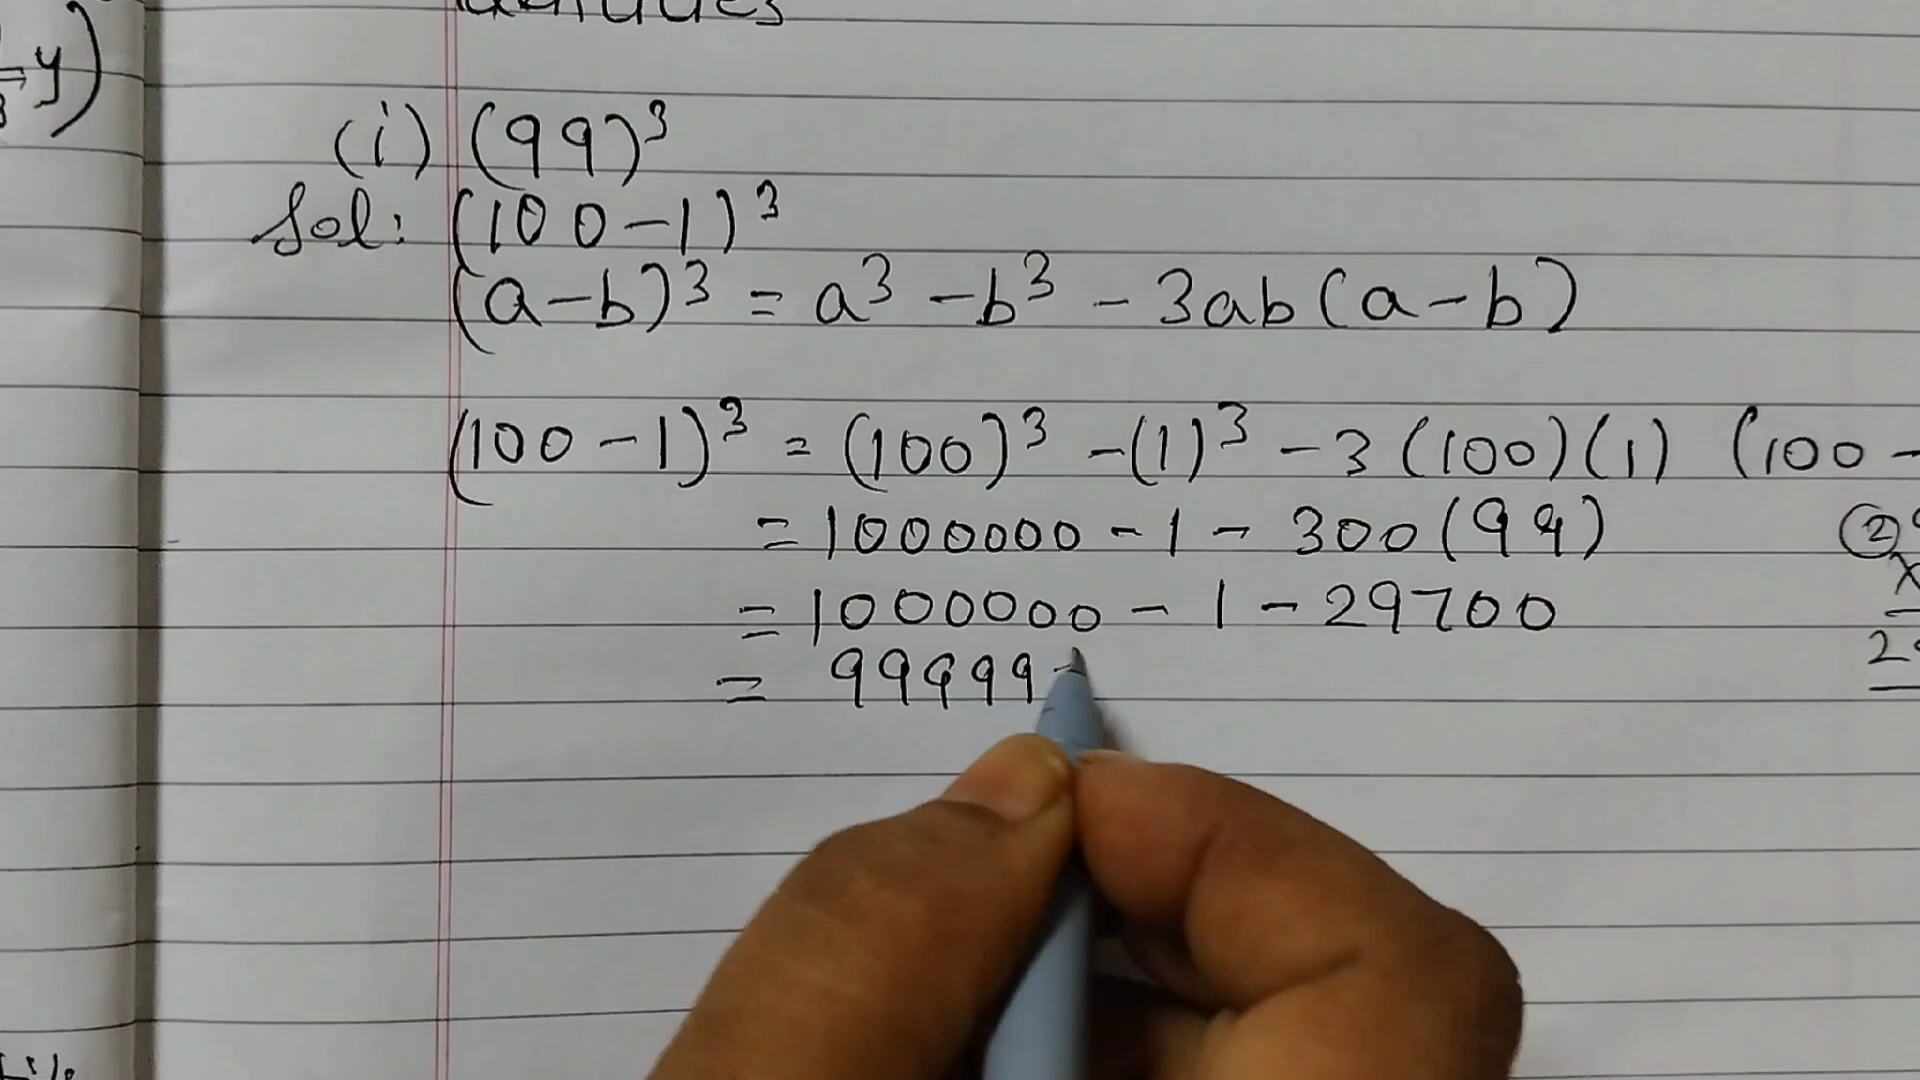 y)
(i) (99)³
Sol: (100-1)³
(a-b)³ = a³ -b³ - 3ab(a-b)
(100-1)³ = (100)³ -(1)³ -3(100)(1) (100-
= 1000000 - 1 - 300(99)
= 1000000 - 1 - 29700
= 99999